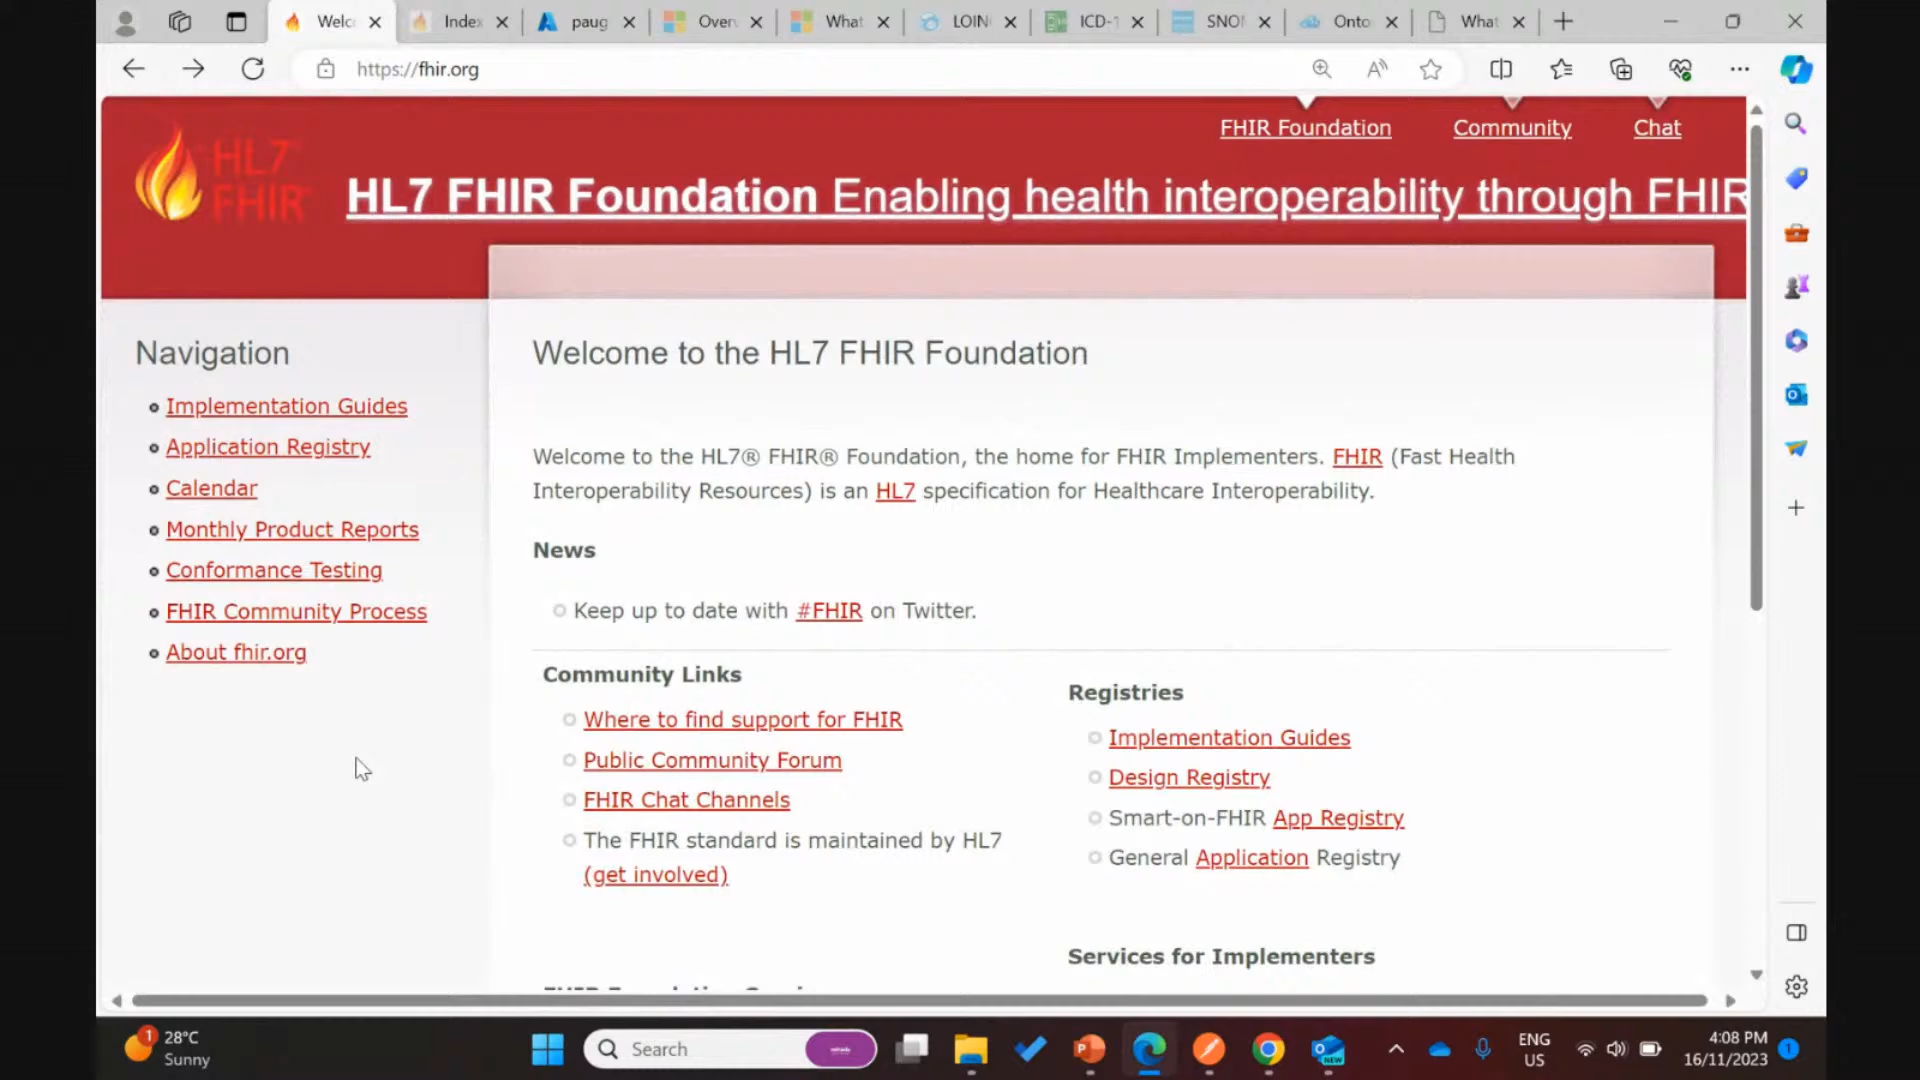 Welc
Index
paug
Over
What
LOIN
ICD-1
SNO
Onto
What
https://fhir.org
FHIR Foundation
Community
Chat
HL7
FHIR
HL7 FHIR Foundation Enabling health interoperability through FHIR
Navigation
Implementation Guides
Application Registry
Calendar
Monthly Product Reports
Conformance Testing
FHIR Community Process
About fhir.org
Welcome to the HL7 FHIR Foundation
Welcome to the HL7® FHIR® Foundation, the home for FHIR Implementers. FHIR (Fast Health
Interoperability Resources) is an HL7 specification for Healthcare Interoperability.
News
Keep up to date with #FHIR on Twitter.
Community Links
Where to find support for FHIR
Public Community Forum
FHIR Chat Channels
The FHIR standard is maintained by HL7
(get involved)
Registries
Implementation Guides
Design Registry
Smart-on-FHIR App Registry
General Application Registry
Services for Implementers
1
28°C
Sunny
Search
ENG
US
4:08 PM
16/11/2023
1